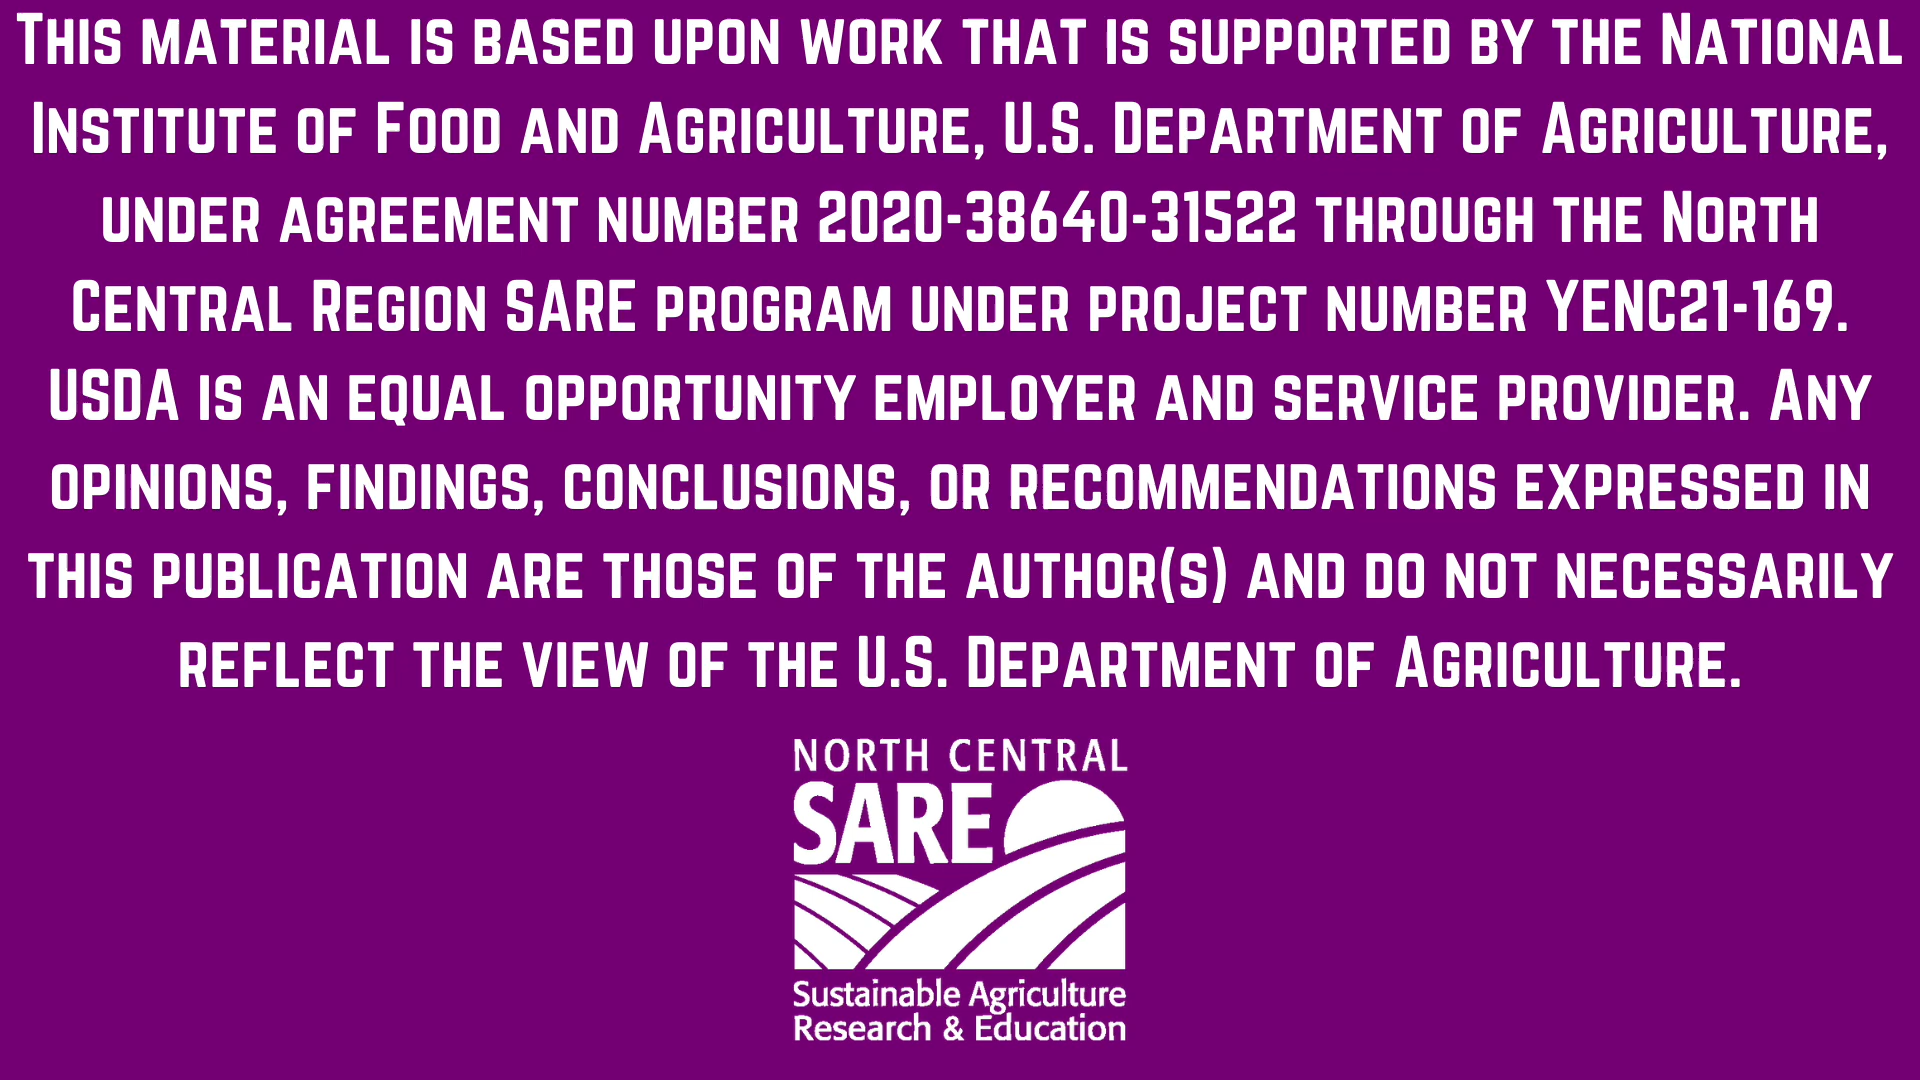 This material is based upon work that is supported by the National
Institute of Food and Agriculture, U.S. Department of Agriculture,
under agreement number 2020-38640-31522 through the North
Central Region SARE program under project number YENC21-169.
USDA is an equal opportunity employer and service provider. Any
opinions, findings, conclusions, or recommendations expressed in
this publication are those of the author(s) and do not necessarily
reflect the view of the U.S. Department of Agriculture.
NORTH CENTRAL
SARE
Sustainable Agriculture
Research & Education